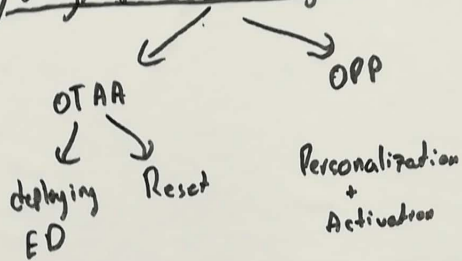 OTAA
OPP
deploying
ED
Reset
Personalization
+
Activation